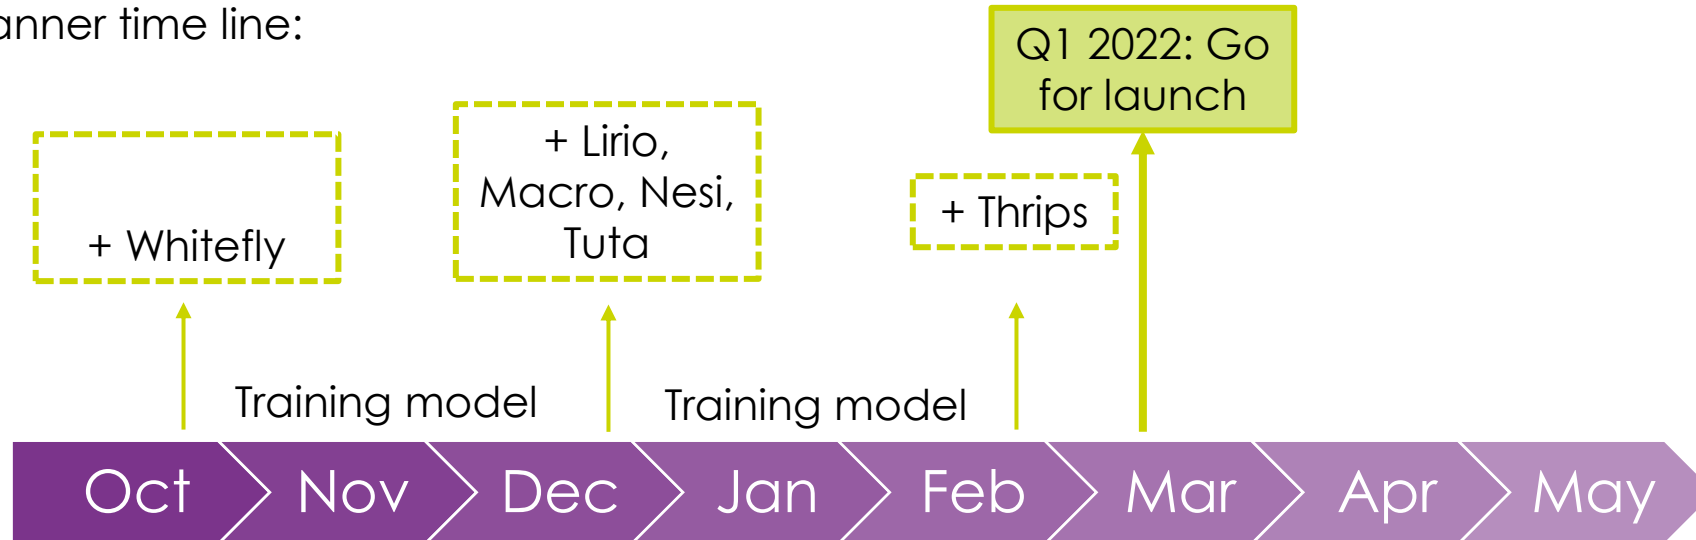 anner time line:
Q1 2022: Go
for launch
+ Whitefly
+ Lirio,
Macro, Nesi,
Tuta
+ Thrips
Training model
Training model
Oct
Nov
Dec
Jan
Feb
Mar
Apr
May